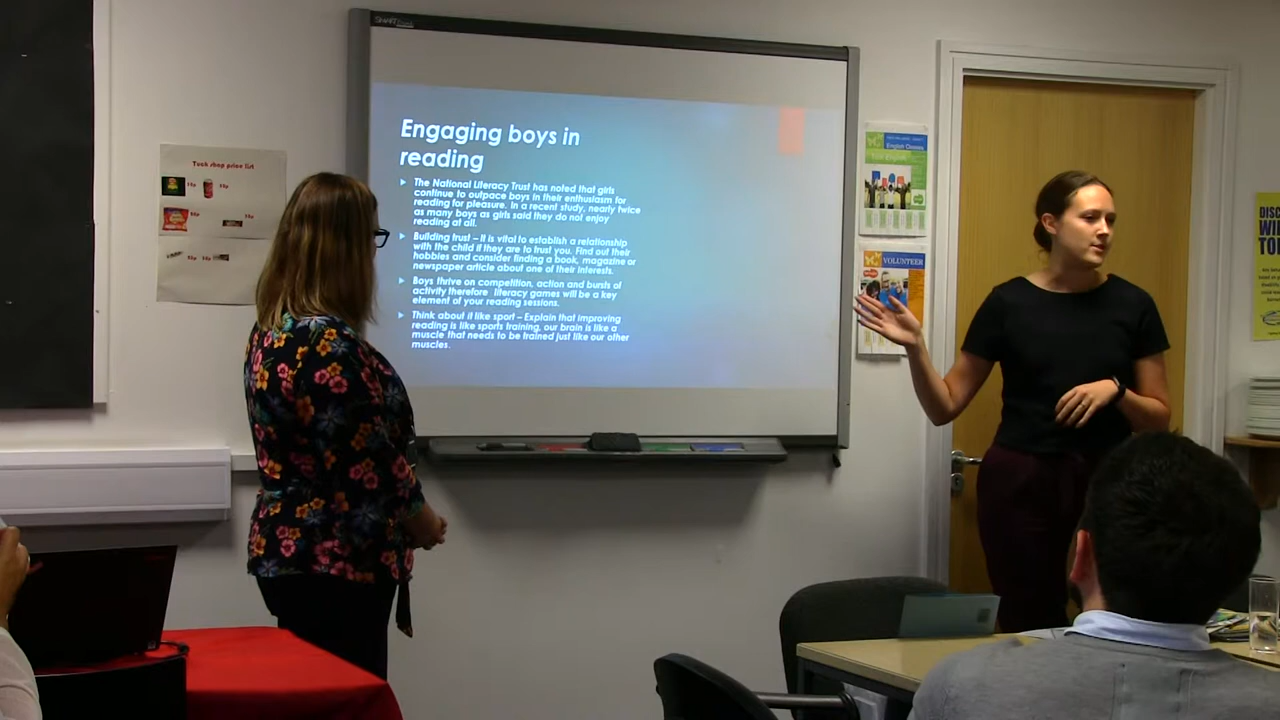 SMART
Tuck shop price list
Engaging boys in
reading
The National Literacy Trust has noted that girls
continue to outpace boys in their enthusiasm for
reading for pleasure. In a recent study, nearly twice
as many boys as girls said they do not enjoy
reading at all.
Building trust – It is vital to establish a relationship
with the child if they are to trust you. Find out their
hobbies and consider finding a book, magazine or
newspaper article about one of their interests.
Boys thrive on competition, action and bursts of
activity therefore literacy games will be a key
element of your reading sessions.
Think about it like sport – Explain that improving
reading is like sports training, our brain is like a
muscle that needs to be trained just like our other
muscles.
English Classes
VOLUNTEER